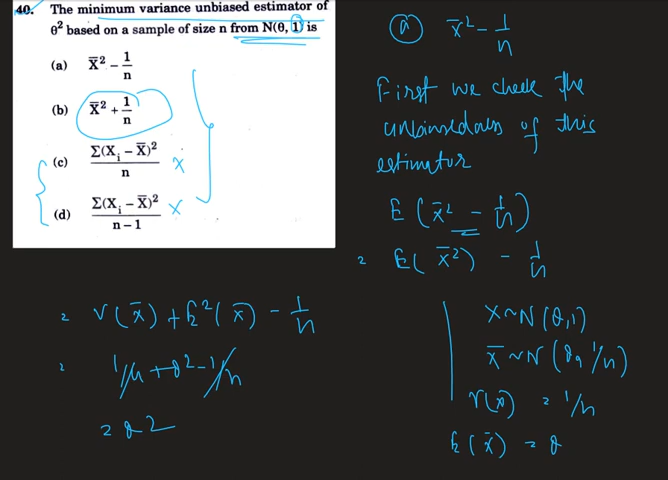 40. The minimum variance unbiased estimator of
θ² based on a sample of size n from N(θ, 1) is
(a) X̄² - 1/n
(b) X̄² + 1/n
(c) Σ(Xᵢ - X̄)² / n x
(d) Σ(Xᵢ - X̄)² / n - 1 x
(a) x̄² - 1/n
First we check the
unbiasedness of this
estimator
E(x̄² - 1/n)
= E(x̄²) - 1/n
= V(x̄) + E²(x̄) - 1/n
= 1/n + θ² - 1/n
= θ²
X~N(θ,1)
x̄~N(θ, 1/n)
V(x̄) = 1/n
E(x̄) = θ